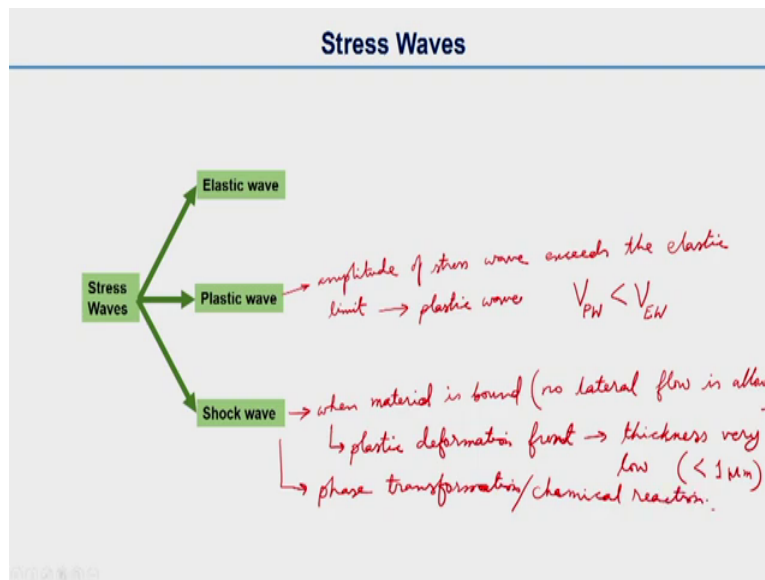 Stress Waves
Elastic wave
Stress
Waves
Plastic wave
→ amplitude of stress wave exceeds the elastic
limit → plastic wave V_PW < V_EW
Shock wave
→ when material is bound (no lateral flow is allow
↳ plastic deformation front → thickness very
low (< 1 μm)
→ phase transformation/chemical reaction.